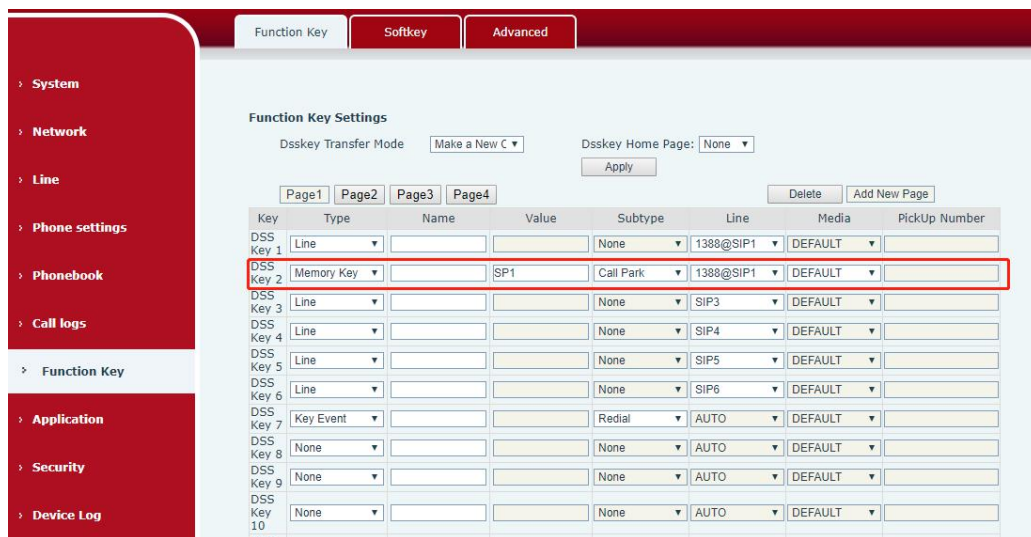 Function Key Softkey Advanced
› System
› Network
› Line
› Phone settings
› Phonebook
› Call logs
› Function Key
› Application
› Security
› Device Log
Function Key Settings
Dsskey Transfer Mode Make a New C ▼ Dsskey Home Page: None ▼
Apply
Page1 Page2 Page3 Page4 Delete Add New Page
Key Type Name Value Subtype Line Media PickUp Number
DSS Key 1 Line ▼ None ▼ 1388@SIP1 ▼ DEFAULT ▼
DSS Key 2 Memory Key ▼ SP1 Call Park ▼ 1388@SIP1 ▼ DEFAULT ▼
DSS Key 3 Line ▼ None ▼ SIP3 ▼ DEFAULT ▼
DSS Key 4 Line ▼ None ▼ SIP4 ▼ DEFAULT ▼
DSS Key 5 Line ▼ None ▼ SIP5 ▼ DEFAULT ▼
DSS Key 6 Line ▼ None ▼ SIP6 ▼ DEFAULT ▼
DSS Key 7 Key Event ▼ Redial ▼ AUTO ▼ DEFAULT ▼
DSS Key 8 None ▼ None ▼ AUTO ▼ DEFAULT ▼
DSS Key 9 None ▼ None ▼ AUTO ▼ DEFAULT ▼
DSS Key 10 None ▼ None ▼ AUTO ▼ DEFAULT ▼